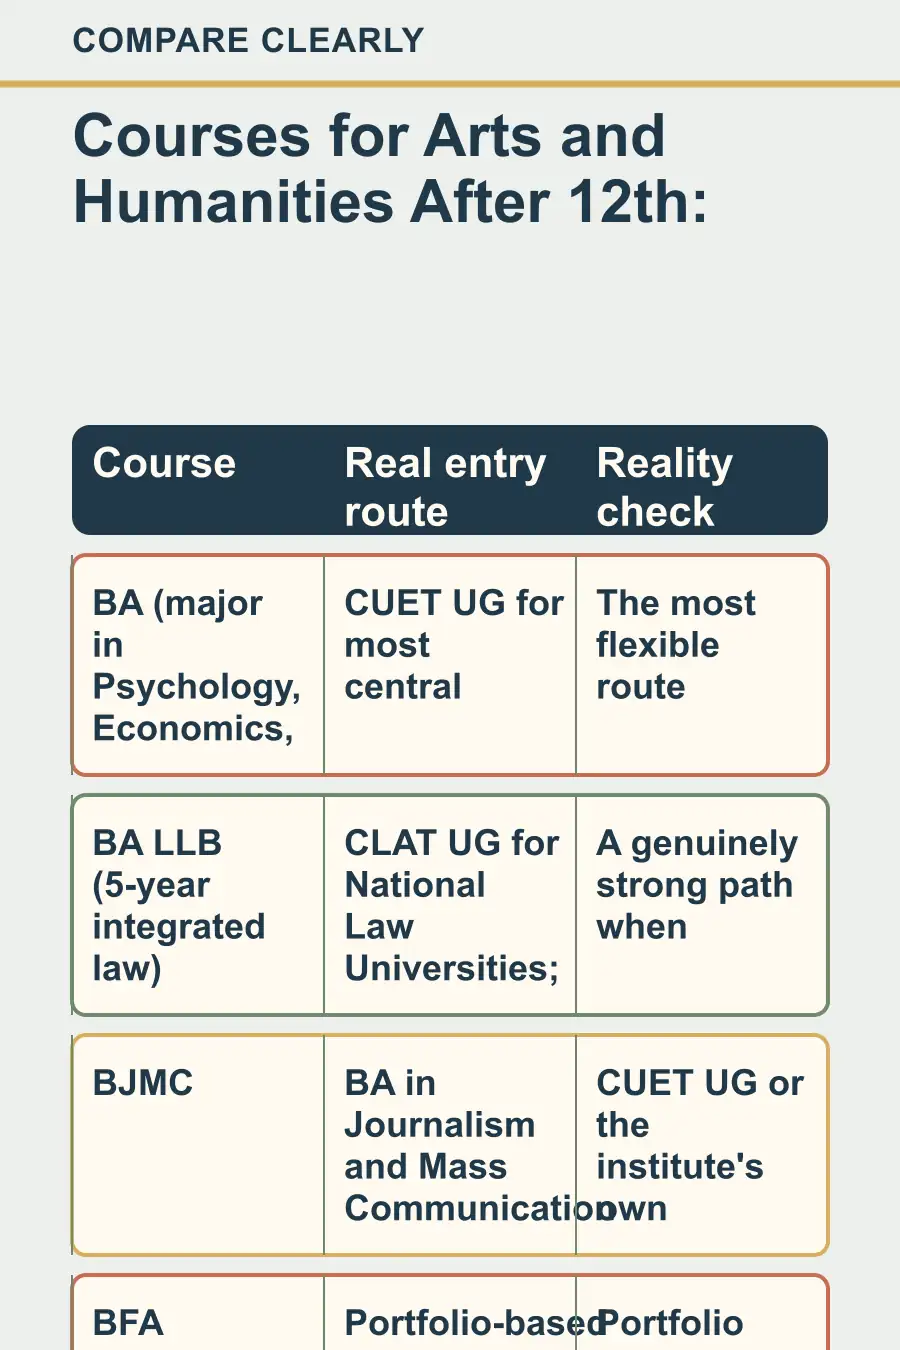 COMPARE CLEARLY
Courses for Arts and
Humanities After 12th:
Course
Real entry
route
Reality
check
BA (major
in
Psychology,
Economics,
CUET UG for
most
central
The most
flexible
route
BA LLB
(5-year
integrated
law)
CLAT UG for
National
Law
Universities;
A genuinely
strong path
when
BJMC
BA in
Journalism
and Mass
Communication
CUET UG or
the
institute's
own
BFA
Portfolio-based
Portfolio